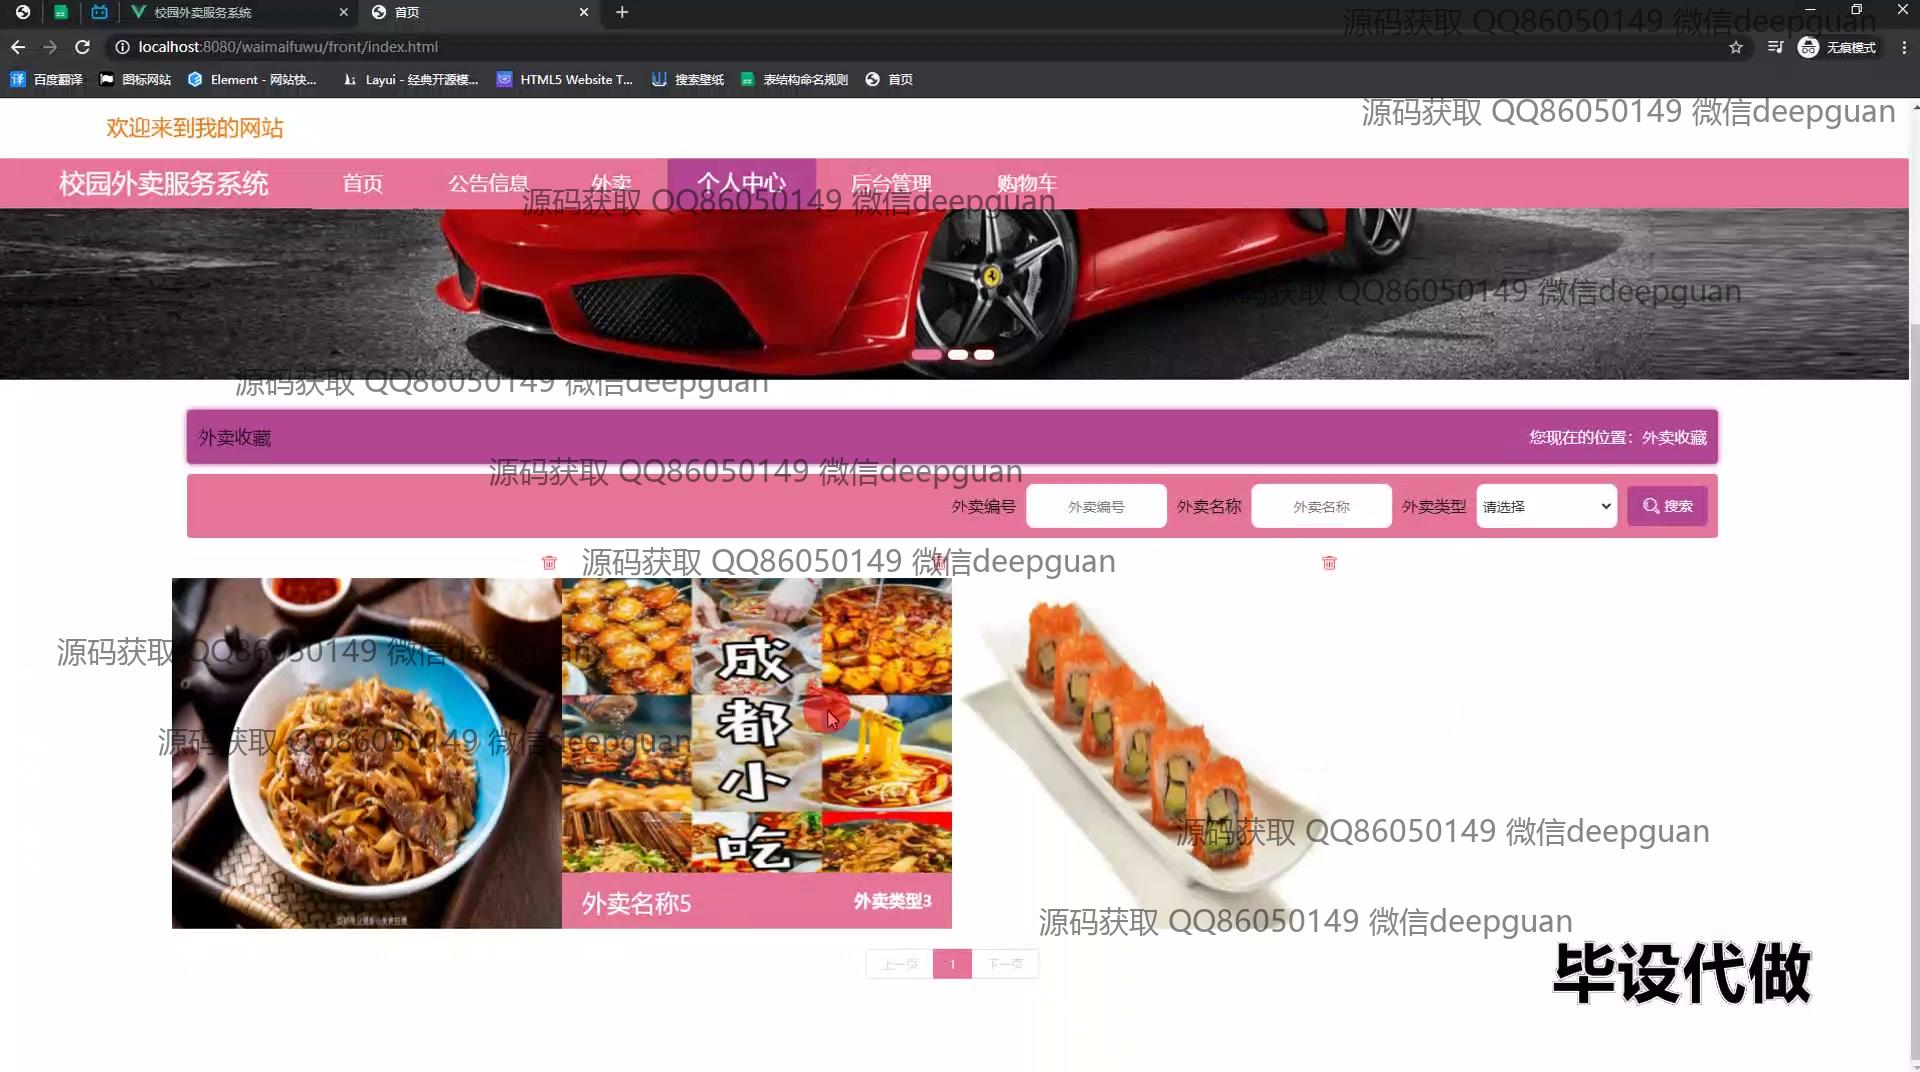 校园外卖服务系统
首页
源码获取 QQ86050149 微信deepguan
localhost:8080/waimaifuwu/front/index.html
无痕模式
百度翻译
图标网站
Element - 网站快...
Layui - 经典开源模...
HTML5 Website T...
搜索壁纸
表结构命名规则
首页
源码获取 QQ86050149 微信deepguan
欢迎来到我的网站
校园外卖服务系统
首页
公告信息
外卖
个人中心
后台管理
购物车
源码获取 QQ86050149 微信deepguan
源码获取 QQ86050149 微信deepguan
源码获取 QQ86050149 微信deepguan
外卖收藏
您现在的位置：外卖收藏
源码获取 QQ86050149 微信deepguan
外卖编号
外卖编号
外卖名称
外卖名称
外卖类型
请选择
搜索
源码获取 QQ86050149 微信deepguan
源码获取 QQ86050149 微信deepguan
成都小吃
源码获取 QQ86050149 微信deepguan
源码获取 QQ86050149 微信deepguan
外卖名称5
外卖类型3
源码获取 QQ86050149 微信deepguan
上一页
1
下一页
毕设代做